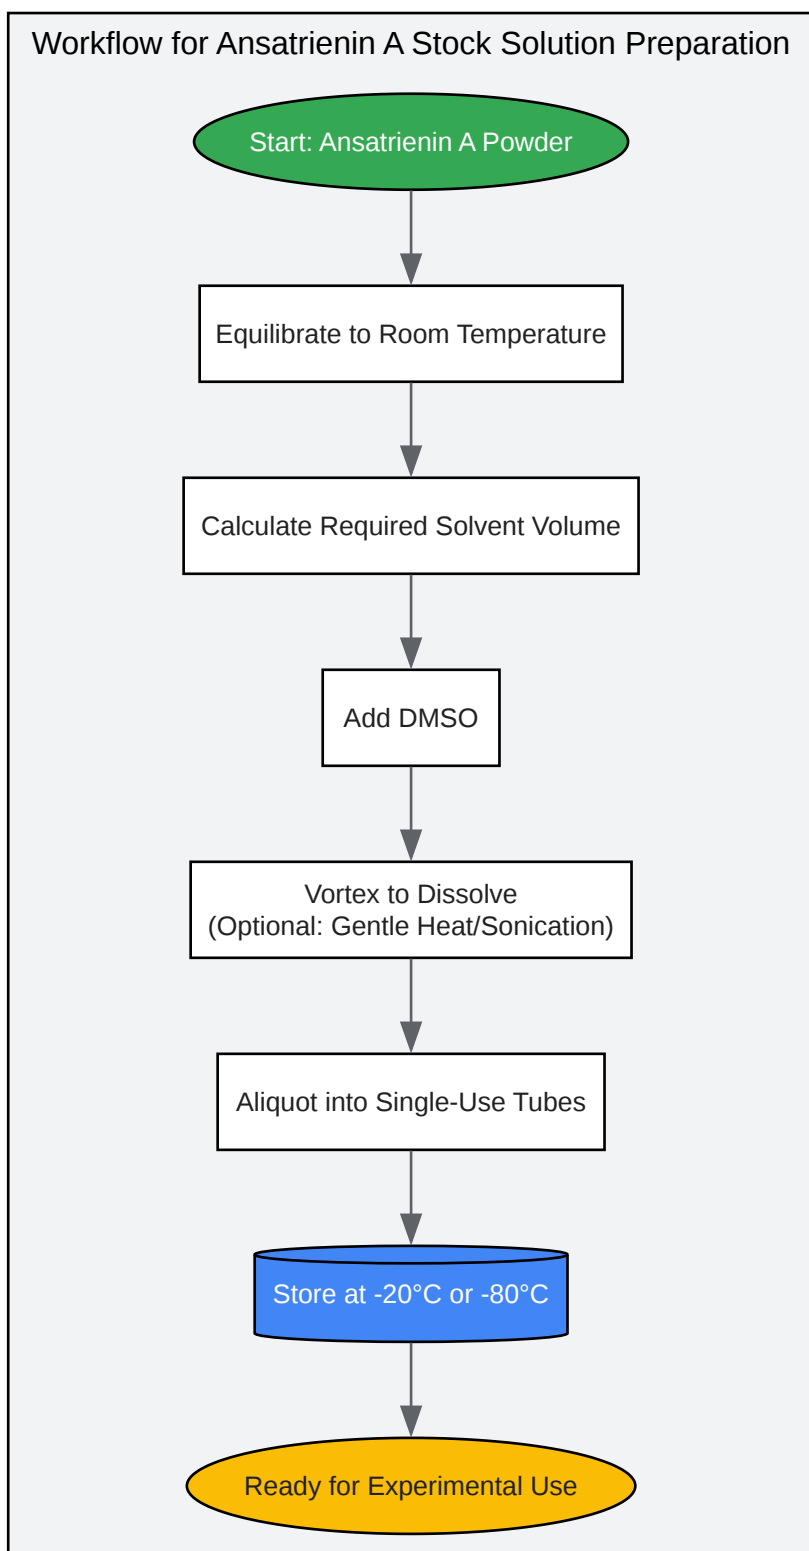 Workflow for Ansatrienin A Stock Solution Preparation
Start: Ansatrienin A Powder
Equilibrate to Room Temperature
Calculate Required Solvent Volume
Add DMSO
Vortex to Dissolve
(Optional: Gentle Heat/Sonication)
Aliquot into Single-Use Tubes
Store at -20°C or -80°C
Ready for Experimental Use